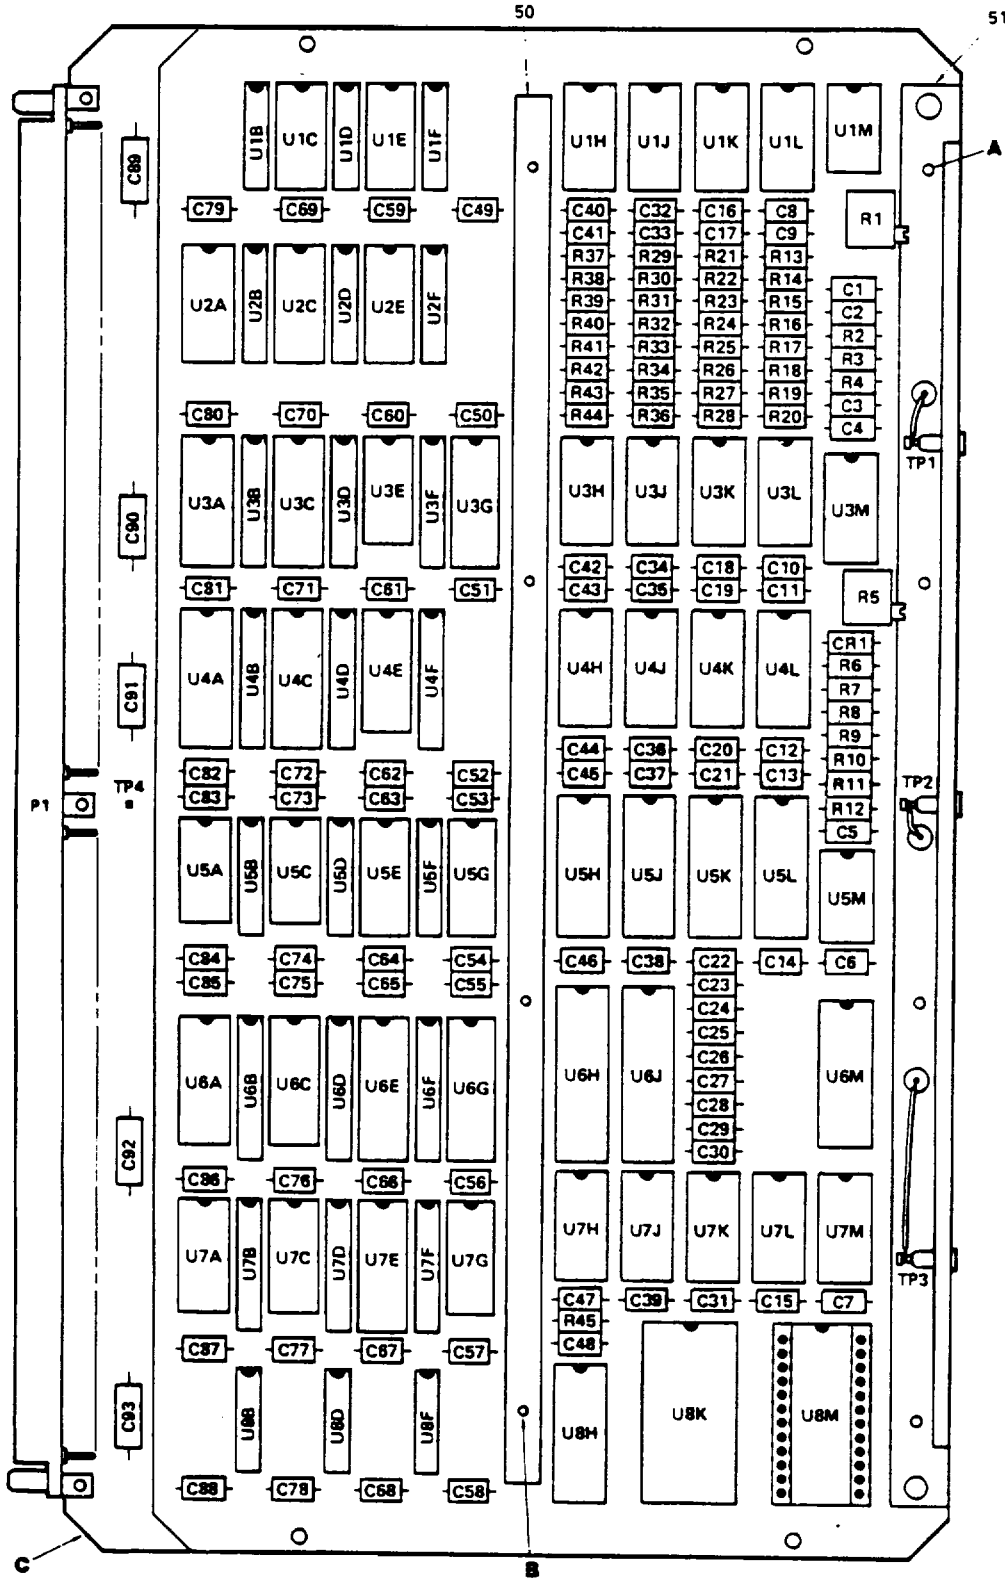 50
51
U1B U1C U1D U1E U1F U1H U1J U1K U1L U1M
A
C89
C79 C69 C59 C49 C40 C32 C16 C8
R1
C41 C33 C17 C9
R37 R29 R21 R13
U2A U2B U2C U2D U2E U2F
R38 R30 R22 R14
C1
R39 R31 R23 R15
C2
R40 R32 R24 R16
R2
R41 R33 R25 R17
R3
R42 R34 R26 R18
R4
R43 R35 R27 R19
C3
C80 C70 C60 C50 R44 R36 R28 R20
C4
TP1
U3A U3B U3C U3D U3E U3F U3G U3H U3J U3K U3L U3M
C90
C42 C34 C18 C10
C81 C71 C61 C51 C43 C35 C19 C11
R5
CR1
U4A U4B U4C U4D U4E U4F U4H U4J U4K U4L
R6
C91
R7
R8
R9
C44 C36 C20 C12
R10
C82 C72 C62 C52 C45 C37 C21 C13
R11
TP2
P1 TP4
C83 C73 C63 C53
R12
C5
U5A U5B U5C U5D U5E U5F U5G U5H U5J U5K U5L U5M
C84 C74 C64 C54 C46 C38 C22 C14 C6
C85 C75 C65 C55 C23
C24
C25
C26
U6A U6B U6C U6D U6E U6F U6G U6H U6J C27 U6M
C28
C29
C92
C30
C86 C76 C66 C56
U7A U7B U7C U7D U7E U7F U7G U7H U7J U7K U7L U7M
TP3
C47 C39 C31 C15 C7
R45
C87 C77 C67 C57 C48
C93
U8B U8D U8F U8H U8K U8M
C88 C78 C68 C58
C
B